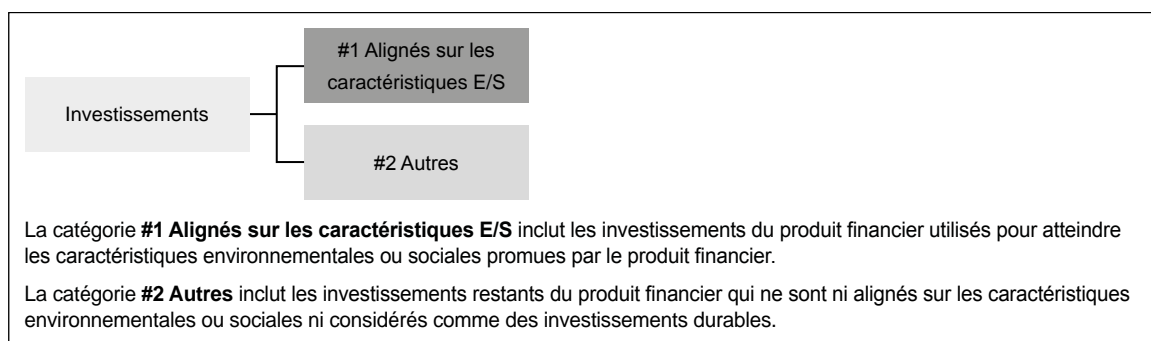 #1 Alignés sur les
caractéristiques E/S
Investissements
#2 Autres
La catégorie #1 Alignés sur les caractéristiques E/S inclut les investissements du produit financier utilisés pour atteindre
les caractéristiques environnementales ou sociales promues par le produit financier.
La catégorie #2 Autres inclut les investissements restants du produit financier qui ne sont ni alignés sur les caractéristiques
environnementales ou sociales ni considérés comme des investissements durables.